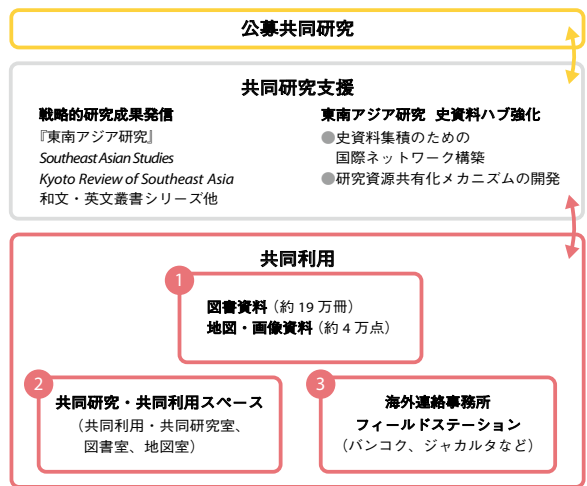 公募共同研究
共同研究支援
戦略的研究成果発信
『東南アジア研究』
Southeast Asian Studies
Kyoto Review of Southeast Asia
和文・英文叢書シリーズ他
東南アジア研究 史資料ハブ強化
●史資料集積のための
国際ネットワーク構築
●研究資源共有化メカニズムの開発
共同利用
1
図書資料（約 19 万冊）
地図・画像資料（約 4 万点）
2
共同研究・共同利用スペース
（共同利用・共同研究室、
図書室、地図室）
3
海外連絡事務所
フィールドステーション
（バンコク、ジャカルタなど）